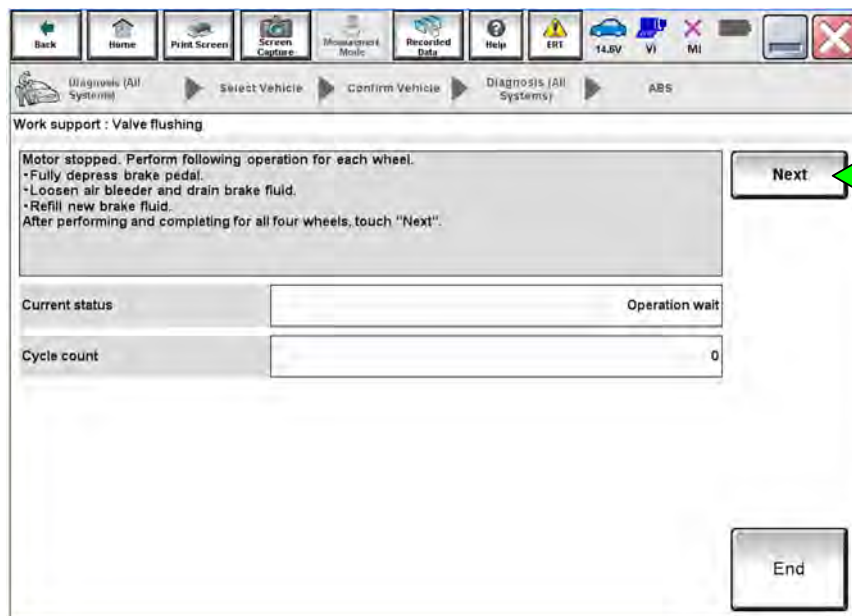 Back
Home
Print Screen
Screen
Capture
Measurement
Mode
Recorded
Data
Help
ERT
14.6V
VI
MI
Diagnosis (All
Systems)
Select Vehicle
Confirm Vehicle
Diagnosis (All
Systems)
ABS
Work support : Valve flushing
Motor stopped. Perform following operation for each wheel.
・Fully depress brake pedal.
・Loosen air bleeder and drain brake fluid.
・Refill new brake fluid.
After performing and completing for all four wheels, touch "Next".
Next
Current status
Operation wait
Cycle count
0
End